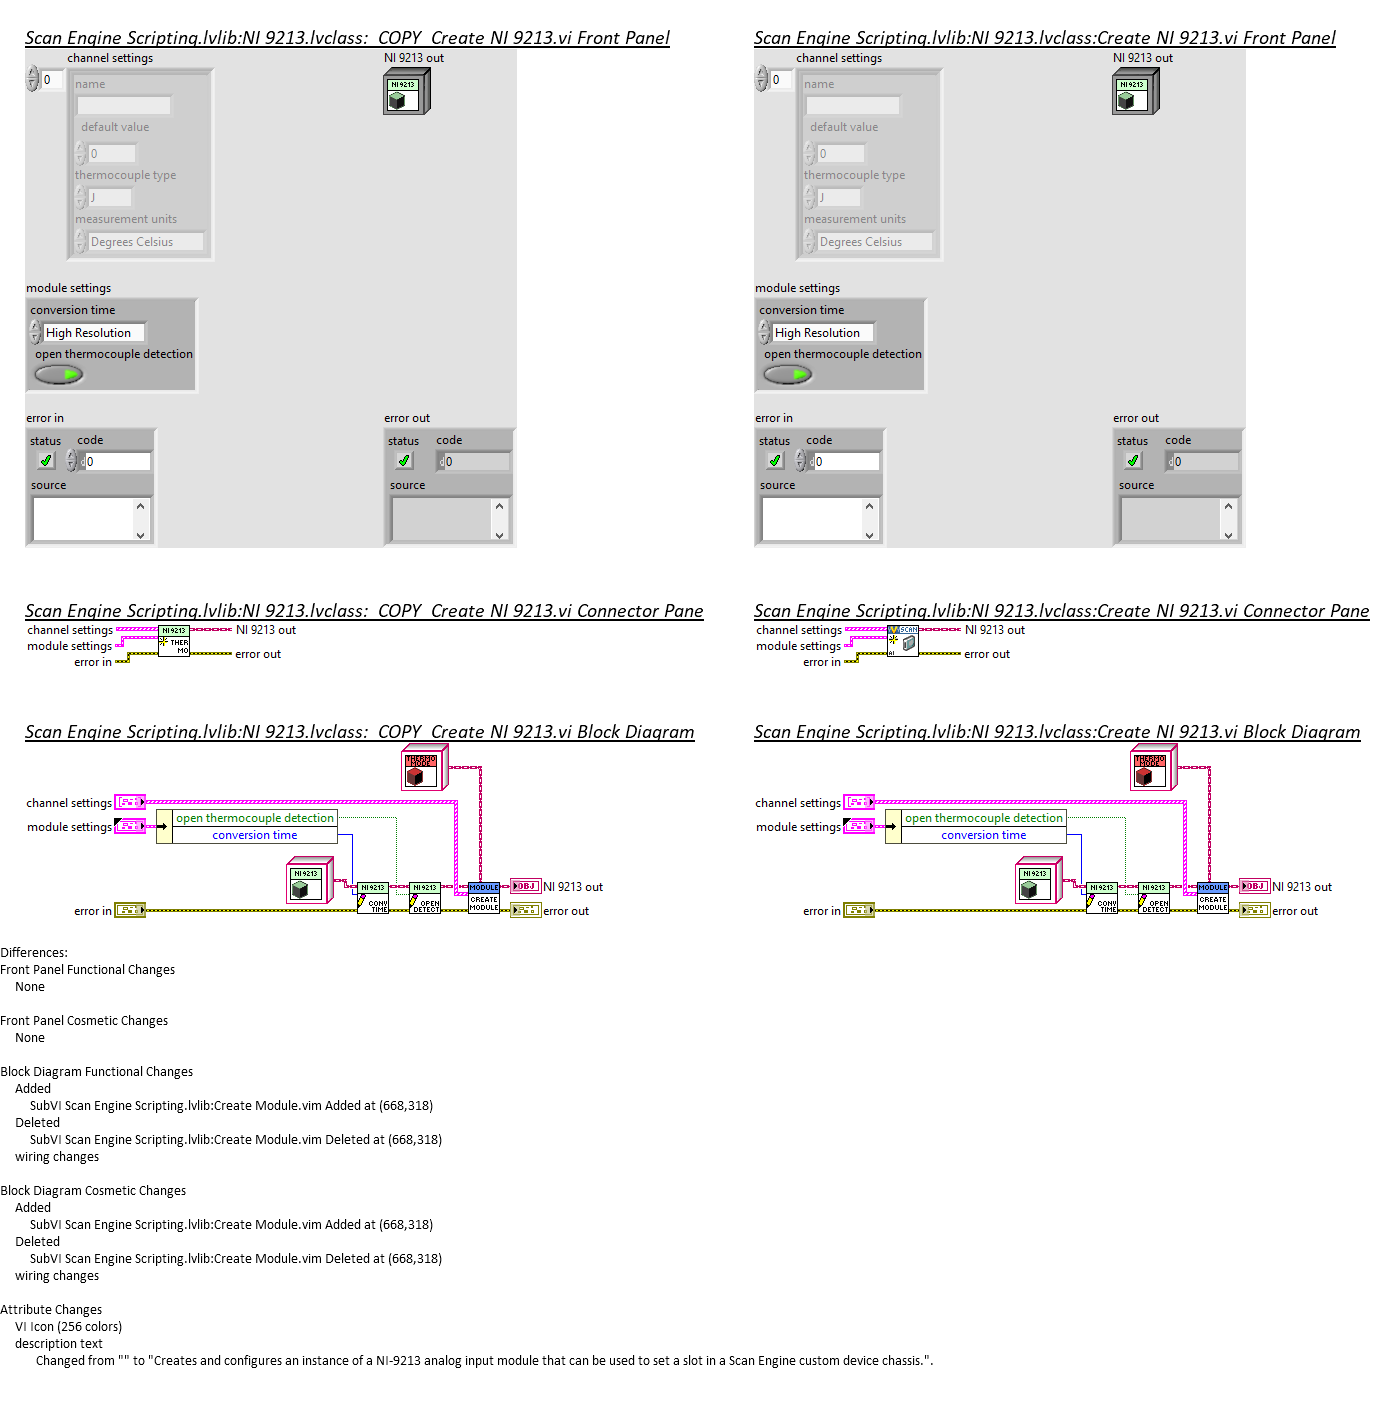 Scan Engine Scripting.lvlib:NI 9213.lvclass:_COPY_Create NI 9213.vi Front Panel
channel settings
NI 9213 out
0
name
NI 9213
default value
0
thermocouple type
J
measurement units
Degrees Celsius
module settings
conversion time
High Resolution
open thermocouple detection
error in
error out
status code
status code
d 0
d 0
source
source
Scan Engine Scripting.lvlib:NI 9213.lvclass:Create NI 9213.vi Front Panel
channel settings
NI 9213 out
0
name
NI 9213
default value
0
thermocouple type
J
measurement units
Degrees Celsius
module settings
conversion time
High Resolution
open thermocouple detection
error in
error out
status code
status code
d 0
d 0
source
source
Scan Engine Scripting.lvlib:NI 9213.lvclass:_COPY_Create NI 9213.vi Connector Pane
channel settings
NI 9213
NI 9213 out
module settings
THER
MO
error in
error out
Scan Engine Scripting.lvlib:NI 9213.lvclass:Create NI 9213.vi Connector Pane
channel settings
V SCAN
NI 9213 out
module settings
AI
error in
error out
Scan Engine Scripting.lvlib:NI 9213.lvclass:_COPY_Create NI 9213.vi Block Diagram
THERMO
MODE
channel settings
module settings
open thermocouple detection
conversion time
NI 9213
NI 9213
CONV
TIME
NI 9213
OPEN
DETECT
MODULE
CREATE
MODULE
OBJ
NI 9213 out
error in
error out
Scan Engine Scripting.lvlib:NI 9213.lvclass:Create NI 9213.vi Block Diagram
THERMO
MODE
channel settings
module settings
open thermocouple detection
conversion time
NI 9213
NI 9213
CONV
TIME
NI 9213
OPEN
DETECT
MODULE
CREATE
MODULE
OBJ
NI 9213 out
error in
error out
Differences:
Front Panel Functional Changes
None
Front Panel Cosmetic Changes
None
Block Diagram Functional Changes
Added
SubVI Scan Engine Scripting.lvlib:Create Module.vim Added at (668,318)
Deleted
SubVI Scan Engine Scripting.lvlib:Create Module.vim Deleted at (668,318)
wiring changes
Block Diagram Cosmetic Changes
Added
SubVI Scan Engine Scripting.lvlib:Create Module.vim Added at (668,318)
Deleted
SubVI Scan Engine Scripting.lvlib:Create Module.vim Deleted at (668,318)
wiring changes
Attribute Changes
VI Icon (256 colors)
description text
Changed from "" to "Creates and configures an instance of a NI-9213 analog input module that can be used to set a slot in a Scan Engine custom device chassis.".